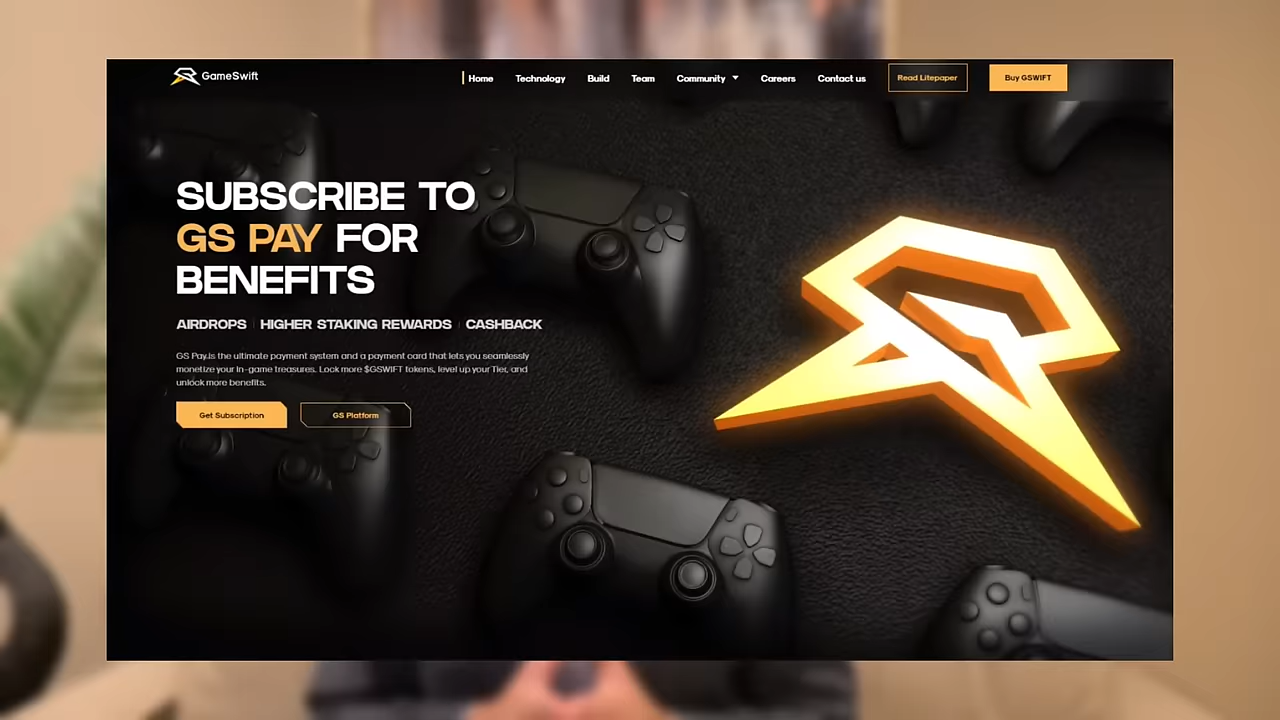 GameSwift
Home Technology Build Team Community Careers Contact us Read Litepaper Buy GSWIFT
SUBSCRIBE TO
GS PAY FOR
BENEFITS
AIRDROPS HIGHER STAKING REWARDS CASHBACK
GS Pay.is the ultimate payment system and a payment card that lets you seamlessly
monetize your in-game treasures. Lock more $GSWIFT tokens, level up your Tier, and
unlock more benefits.
Get Subscription GS Platform